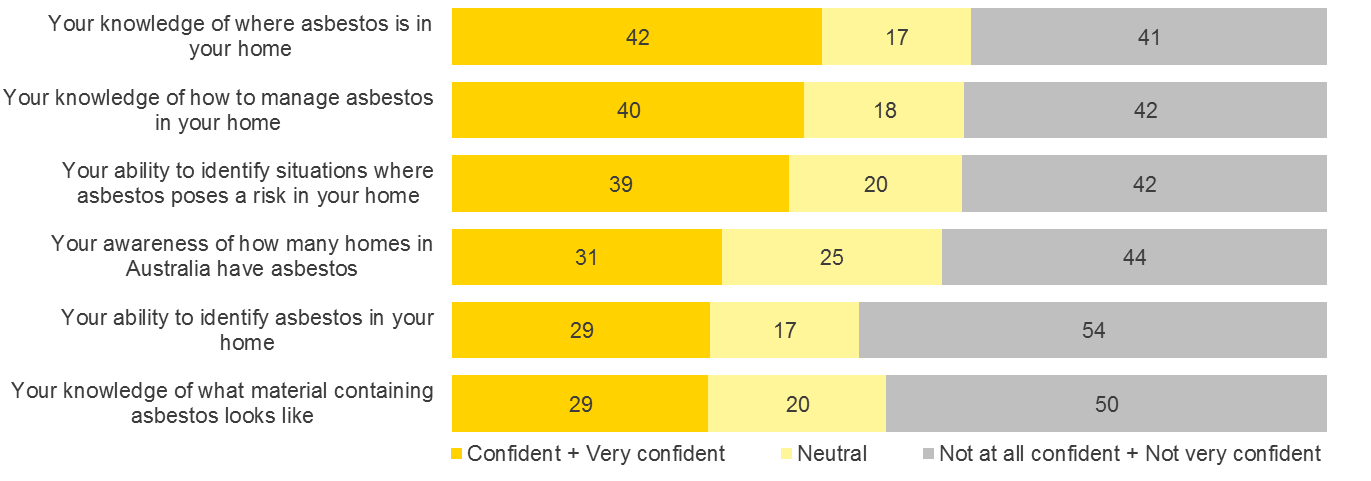 Your knowledge of where asbestos is in
your home
42
17
41
Your knowledge of how to manage asbestos
in your home
40
18
42
Your ability to identify situations where
asbestos poses a risk in your home
39
20
42
Your awareness of how many homes in
Australia have asbestos
31
25
44
Your ability to identify asbestos in your
home
29
17
54
Your knowledge of what material containing
asbestos looks like
29
20
50
Confident + Very confident
Neutral
Not at all confident + Not very confident